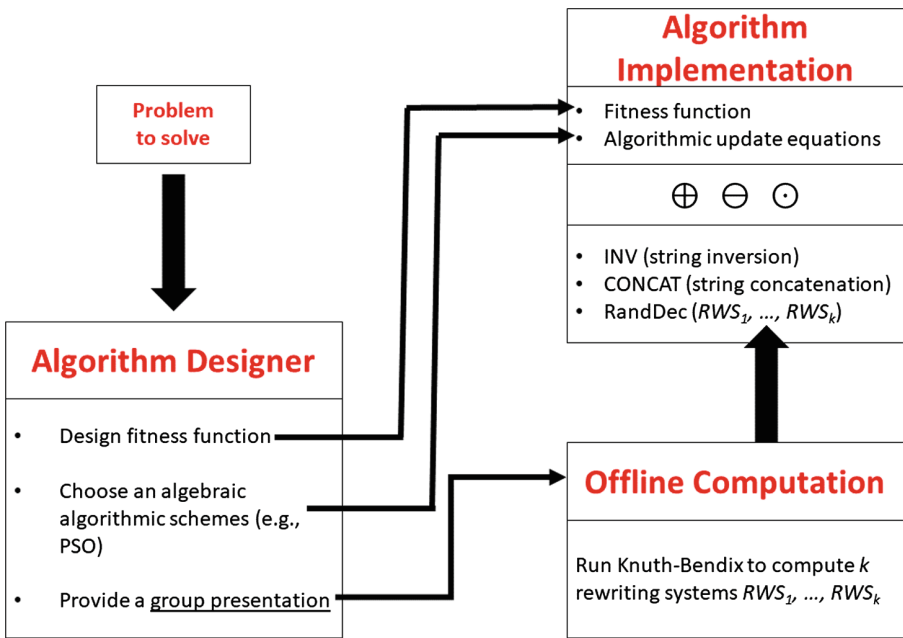 Problem
to solve
Algorithm Designer
• Design fitness function
• Choose an algebraic
algorithmic schemes (e.g.,
PSO)
• Provide a group presentation
Algorithm
Implementation
• Fitness function
• Algorithmic update equations
⊕ ⊖ ⊙
• INV (string inversion)
• CONCAT (string concatenation)
• RandDec (RWS₁, ..., RWSₖ)
Offline Computation
Run Knuth-Bendix to compute k
rewriting systems RWS₁, ..., RWSₖ